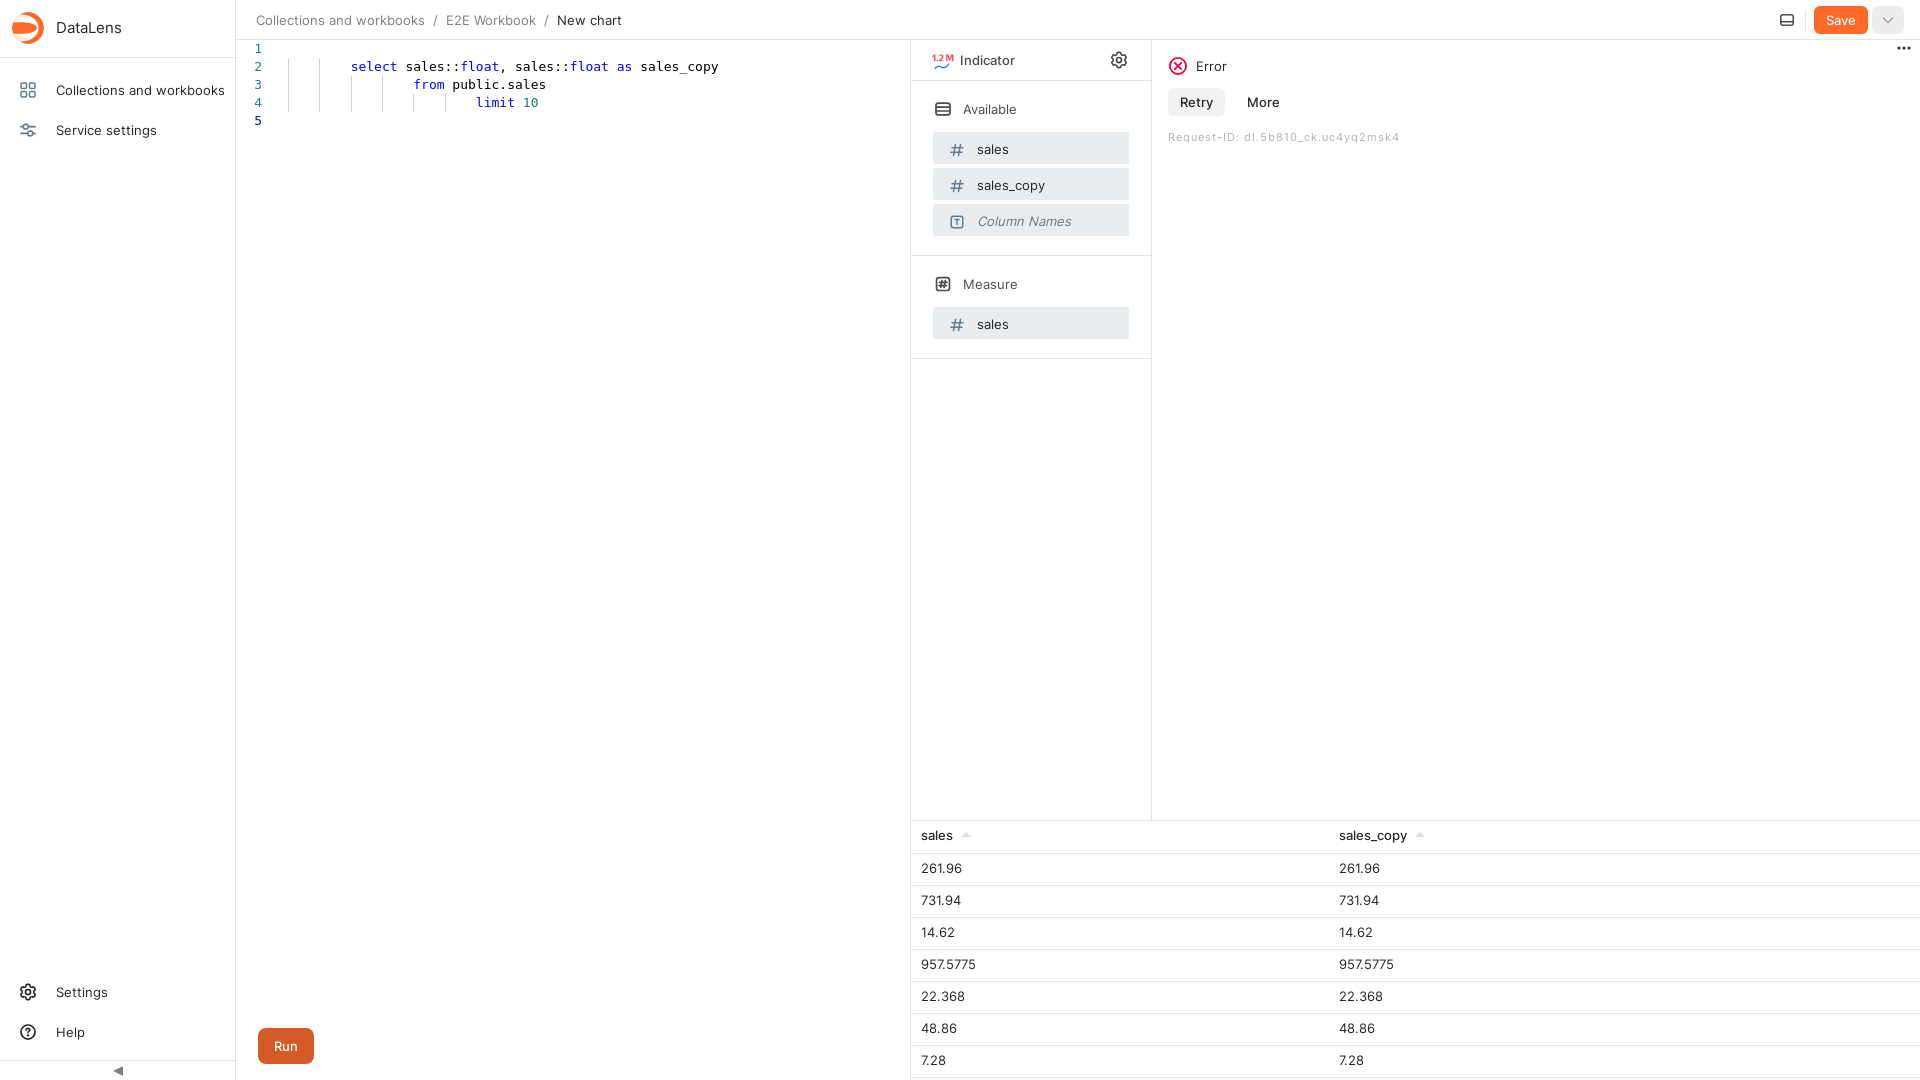 DataLens
Collections and workbooks
Service settings
Settings
Help
Collections and workbooks / E2E Workbook / New chart
Save
1
2 select sales::float, sales::float as sales_copy
3 from public.sales
4 limit 10
5
Run
1.2M Indicator
Available
# sales
# sales_copy
T Column Names
# Measure
# sales
Error
Retry More
Request-ID: dl.5b810_ck.uc4yq2msk4
sales sales_copy
261.96 261.96
731.94 731.94
14.62 14.62
957.5775 957.5775
22.368 22.368
48.86 48.86
7.28 7.28